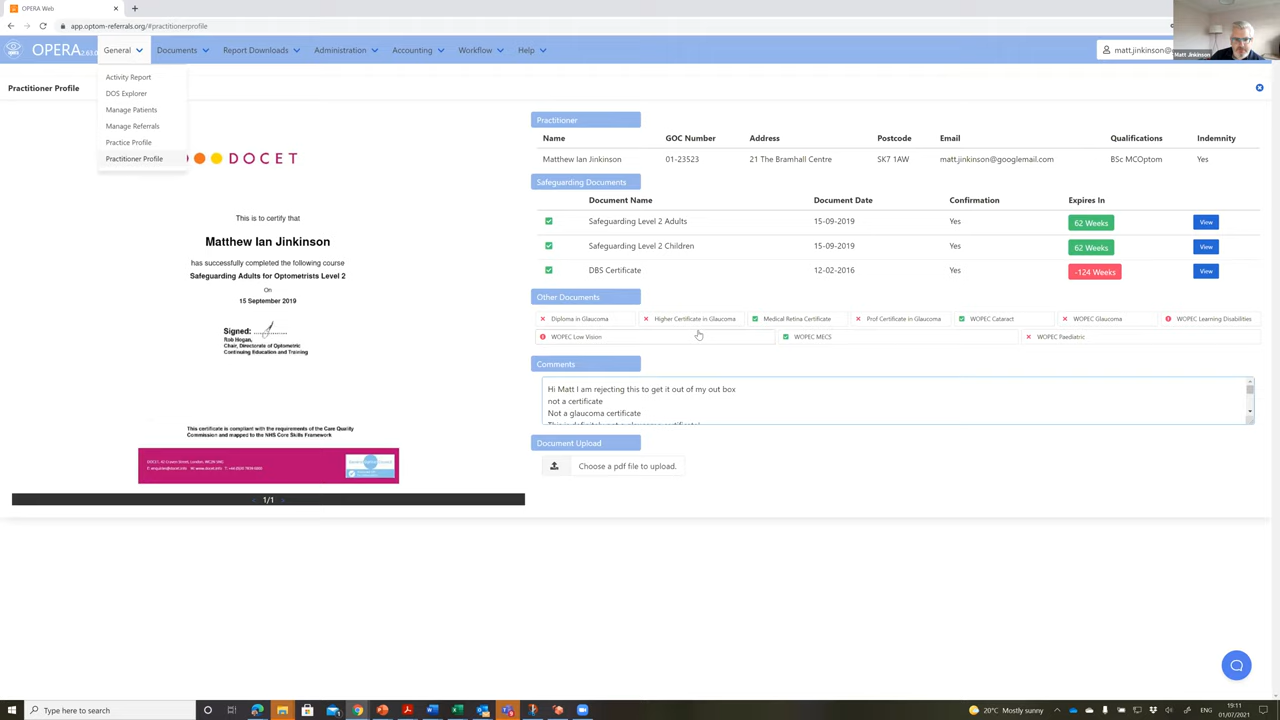 OPERA Web
app.optom-referrals.org/#practitionerprofile
OPERA 2.63.0 General Documents Report Downloads Administration Accounting Workflow Help matt.jinkinson@
Matt Jinkinson
Activity Report
DOS Explorer
Manage Patients
Manage Referrals
Practice Profile
Practitioner Profile
Practitioner Profile
DOCET
This is to certify that
Matthew Ian Jinkinson
has successfully completed the following course
Safeguarding Adults for Optometrists Level 2
On
15 September 2019
Signed:
Rob Hogan,
Chair, Directorate of Optometric
Continuing Education and Training
This certificate is compliant with the requirements of the Care Quality
Commission and mapped to the NHS Core Skills Framework
1/1
Practitioner
Name GOC Number Address Postcode Email Qualifications Indemnity
Matthew Ian Jinkinson 01-23523 21 The Bramhall Centre SK7 1AW matt.jinkinson@googlemail.com BSc MCOptom Yes
Safeguarding Documents
Document Name Document Date Confirmation Expires In
Safeguarding Level 2 Adults 15-09-2019 Yes 62 Weeks View
Safeguarding Level 2 Children 15-09-2019 Yes 62 Weeks View
DBS Certificate 12-02-2016 Yes -124 Weeks View
Other Documents
Diploma in Glaucoma Higher Certificate in Glaucoma Medical Retina Certificate Prof Certificate in Glaucoma WOPEC Cataract WOPEC Glaucoma WOPEC Learning Disabilities
WOPEC Low Vision WOPEC MECS WOPEC Paediatric
Comments
Hi Matt I am rejecting this to get it out of my out box
not a certificate
Not a glaucoma certificate
Document Upload
Choose a pdf file to upload.
Type here to search
20°C Mostly sunny
19:11
01/07/2021